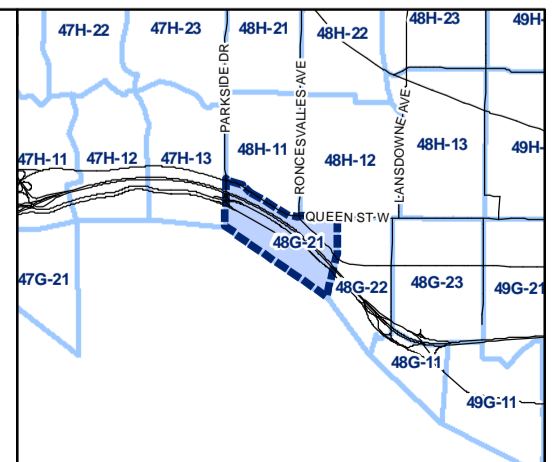 47H-22
47H-23
48H-21
48H-22
48H-23
49H-
PARKSIDE DR
RONCESVALLES AVE
LANSDOWNE AVE
47H-11
47H-12
47H-13
48H-11
48H-12
48H-13
49H-
QUEEN ST W
48G-21
47G-21
48G-22
48G-23
49G-21
48G-11
49G-11